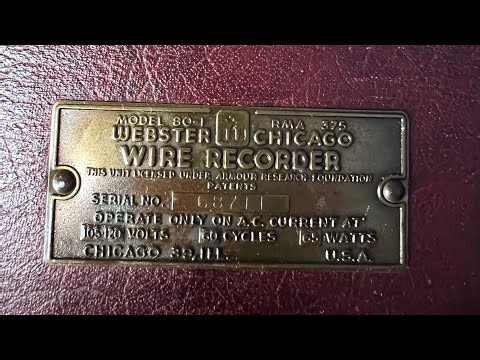 MODEL 80-1 RMA 375
WEBSTER CHICAGO
WIRE RECORDER
THIS UNIT LICENSED UNDER ARMOUR RESEARCH FOUNDATION
PATENTS
SERIAL NO.
OPERATE ONLY ON A.C. CURRENT AT
105-120 VOLTS 60 CYCLES 65 WATTS
CHICAGO 39, ILL. U.S.A.